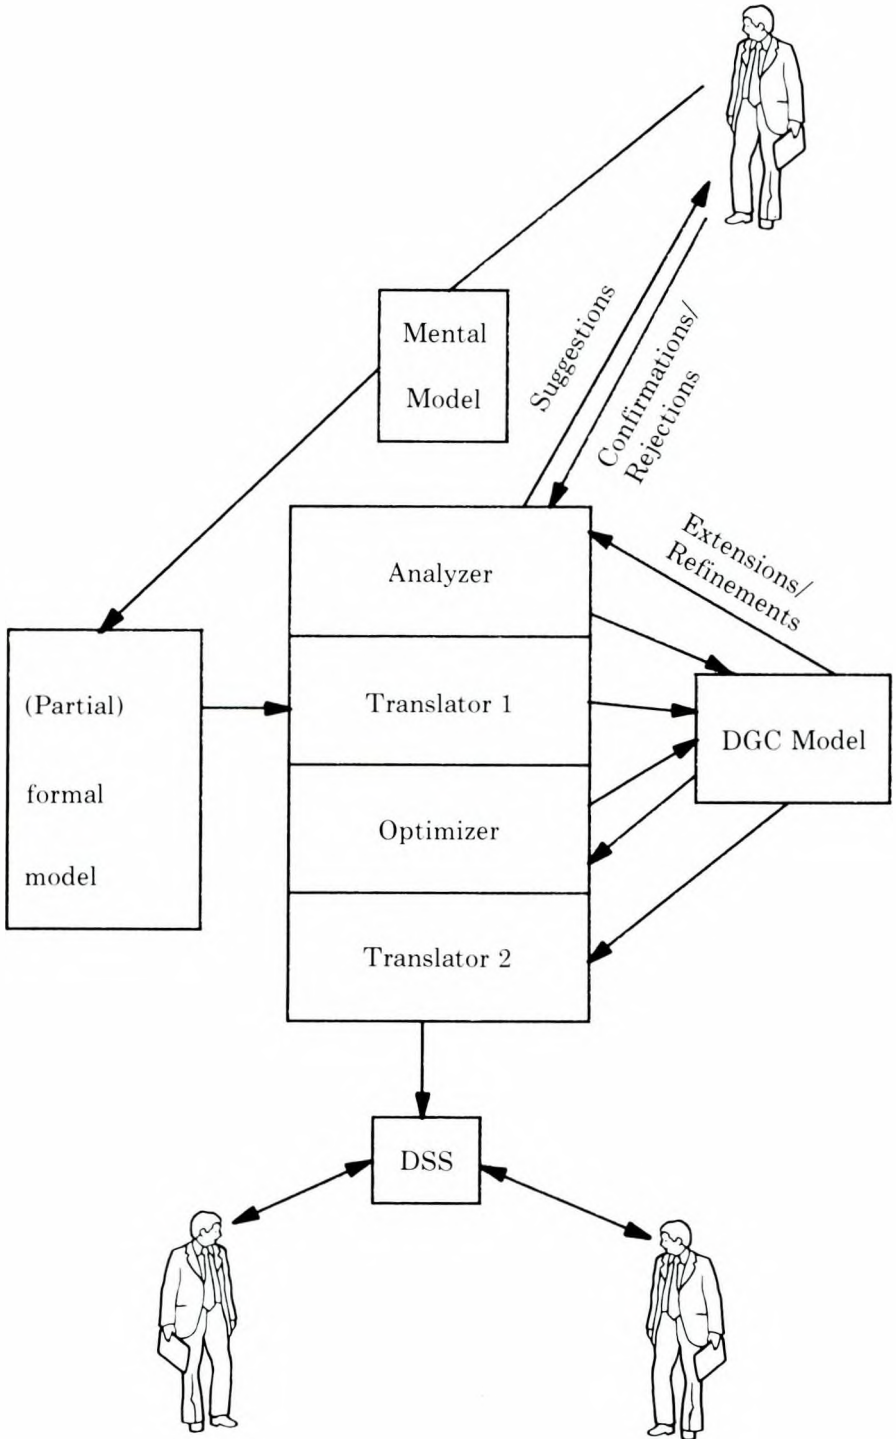 Mental
Model
Suggestions
Confirmations/
Rejections
Extensions/
Refinements
Analyzer
(Partial)
formal
model
Translator 1
DGC Model
Optimizer
Translator 2
DSS